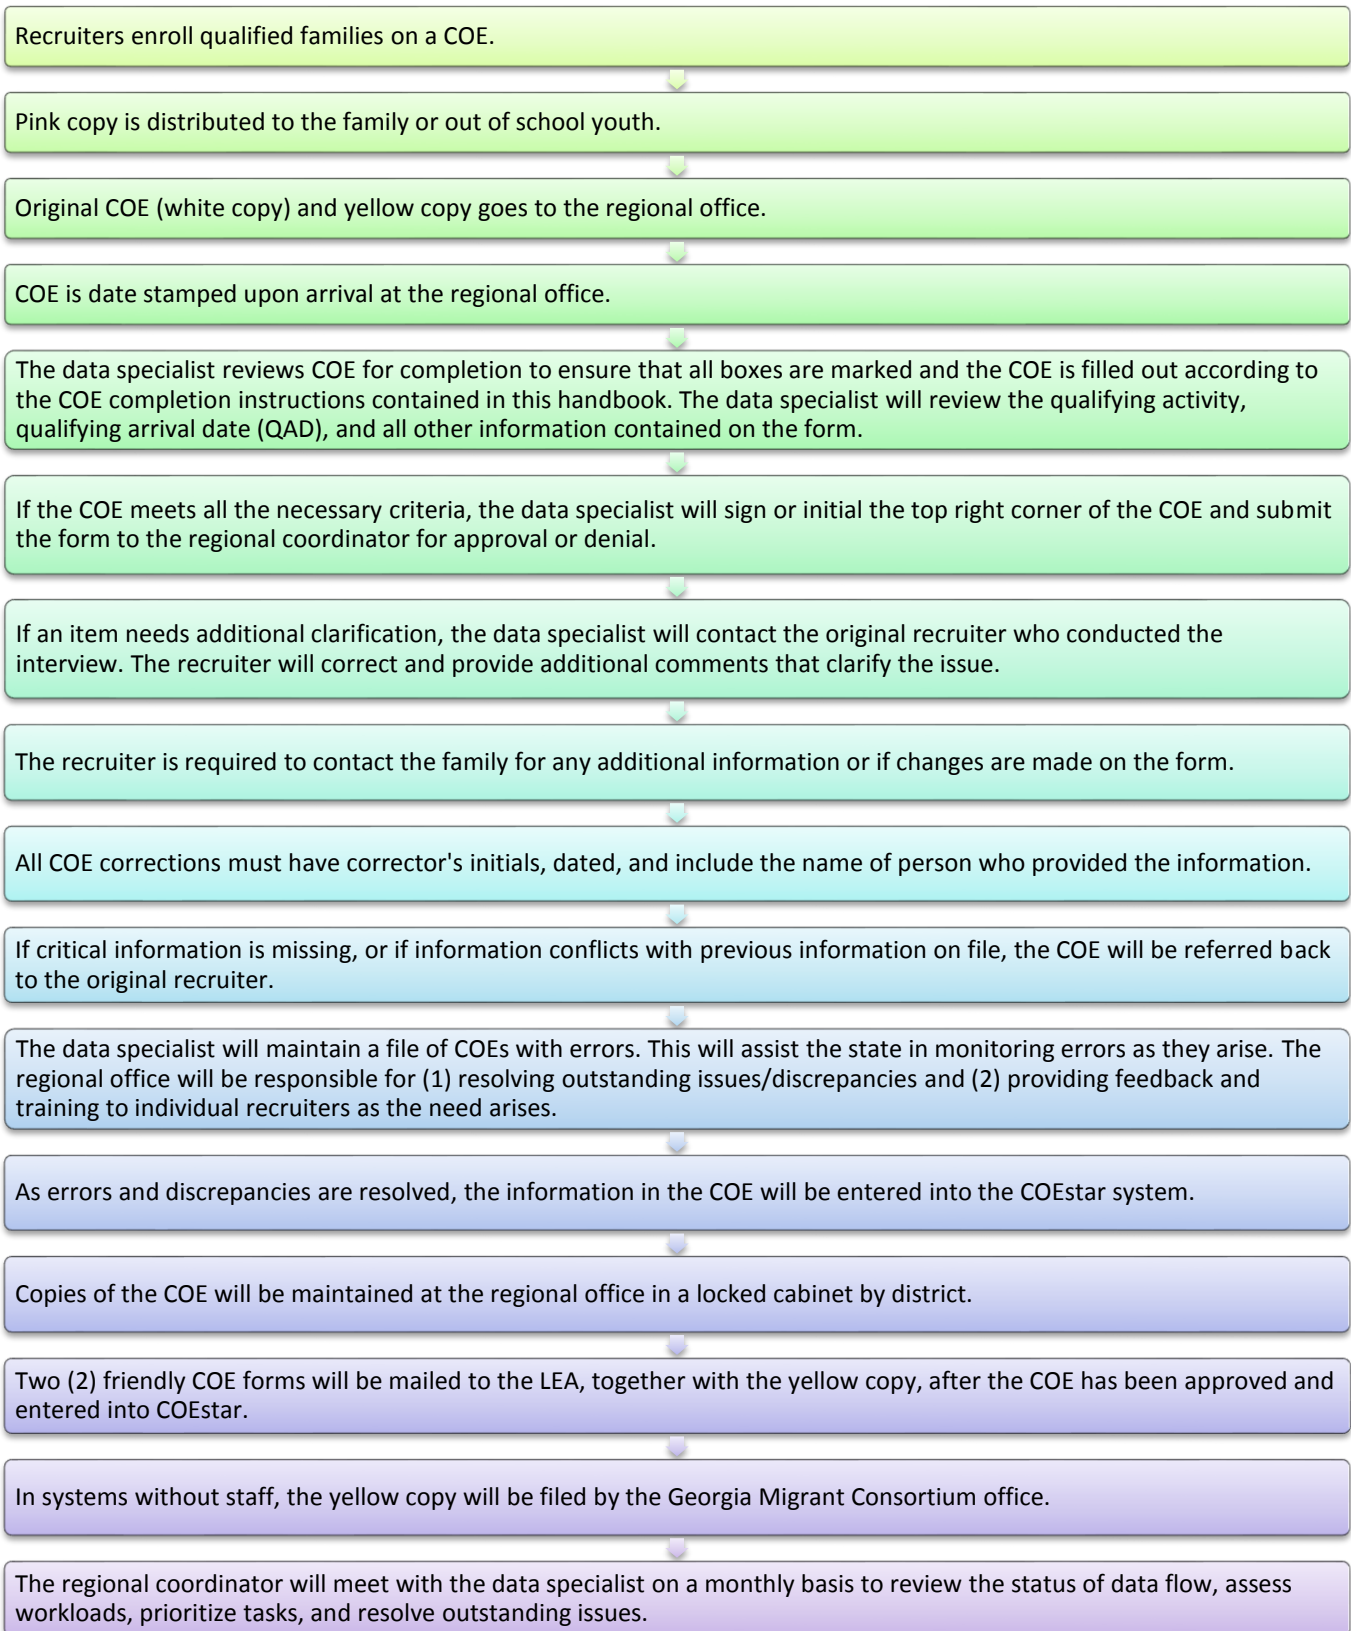 Recruiters enroll qualified families on a COE.
Pink copy is distributed to the family or out of school youth.
Original COE (white copy) and yellow copy goes to the regional office.
COE is date stamped upon arrival at the regional office.
The data specialist reviews COE for completion to ensure that all boxes are marked and the COE is filled out according to
the COE completion instructions contained in this handbook. The data specialist will review the qualifying activity,
qualifying arrival date (QAD), and all other information contained on the form.
If the COE meets all the necessary criteria, the data specialist will sign or initial the top right corner of the COE and submit
the form to the regional coordinator for approval or denial.
If an item needs additional clarification, the data specialist will contact the original recruiter who conducted the
interview. The recruiter will correct and provide additional comments that clarify the issue.
The recruiter is required to contact the family for any additional information or if changes are made on the form.
All COE corrections must have corrector's initials, dated, and include the name of person who provided the information.
If critical information is missing, or if information conflicts with previous information on file, the COE will be referred back
to the original recruiter.
The data specialist will maintain a file of COEs with errors. This will assist the state in monitoring errors as they arise. The
regional office will be responsible for (1) resolving outstanding issues/discrepancies and (2) providing feedback and
training to individual recruiters as the need arises.
As errors and discrepancies are resolved, the information in the COE will be entered into the COEstar system.
Copies of the COE will be maintained at the regional office in a locked cabinet by district.
Two (2) friendly COE forms will be mailed to the LEA, together with the yellow copy, after the COE has been approved and
entered into COEstar.
In systems without staff, the yellow copy will be filed by the Georgia Migrant Consortium office.
The regional coordinator will meet with the data specialist on a monthly basis to review the status of data flow, assess
workloads, prioritize tasks, and resolve outstanding issues.